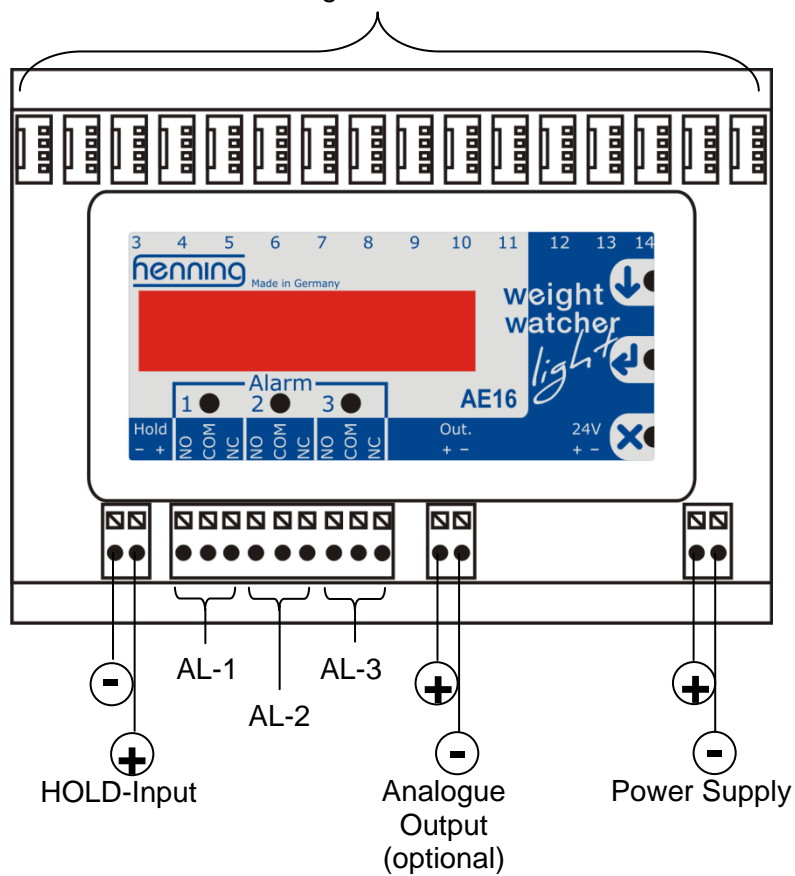 3 4 5 6 7 8 9 10 11 12 13 14
henning
Made in Germany
weight
watcher
light
Alarm
1 2 3
AE16
Hold
- +
NO COM NC NO COM NC NO COM NC
Out.
+ -
24V
+ -
AL-1
AL-2
AL-3
- +
+ -
+ -
HOLD-Input
Analogue
Output
(optional)
Power Supply